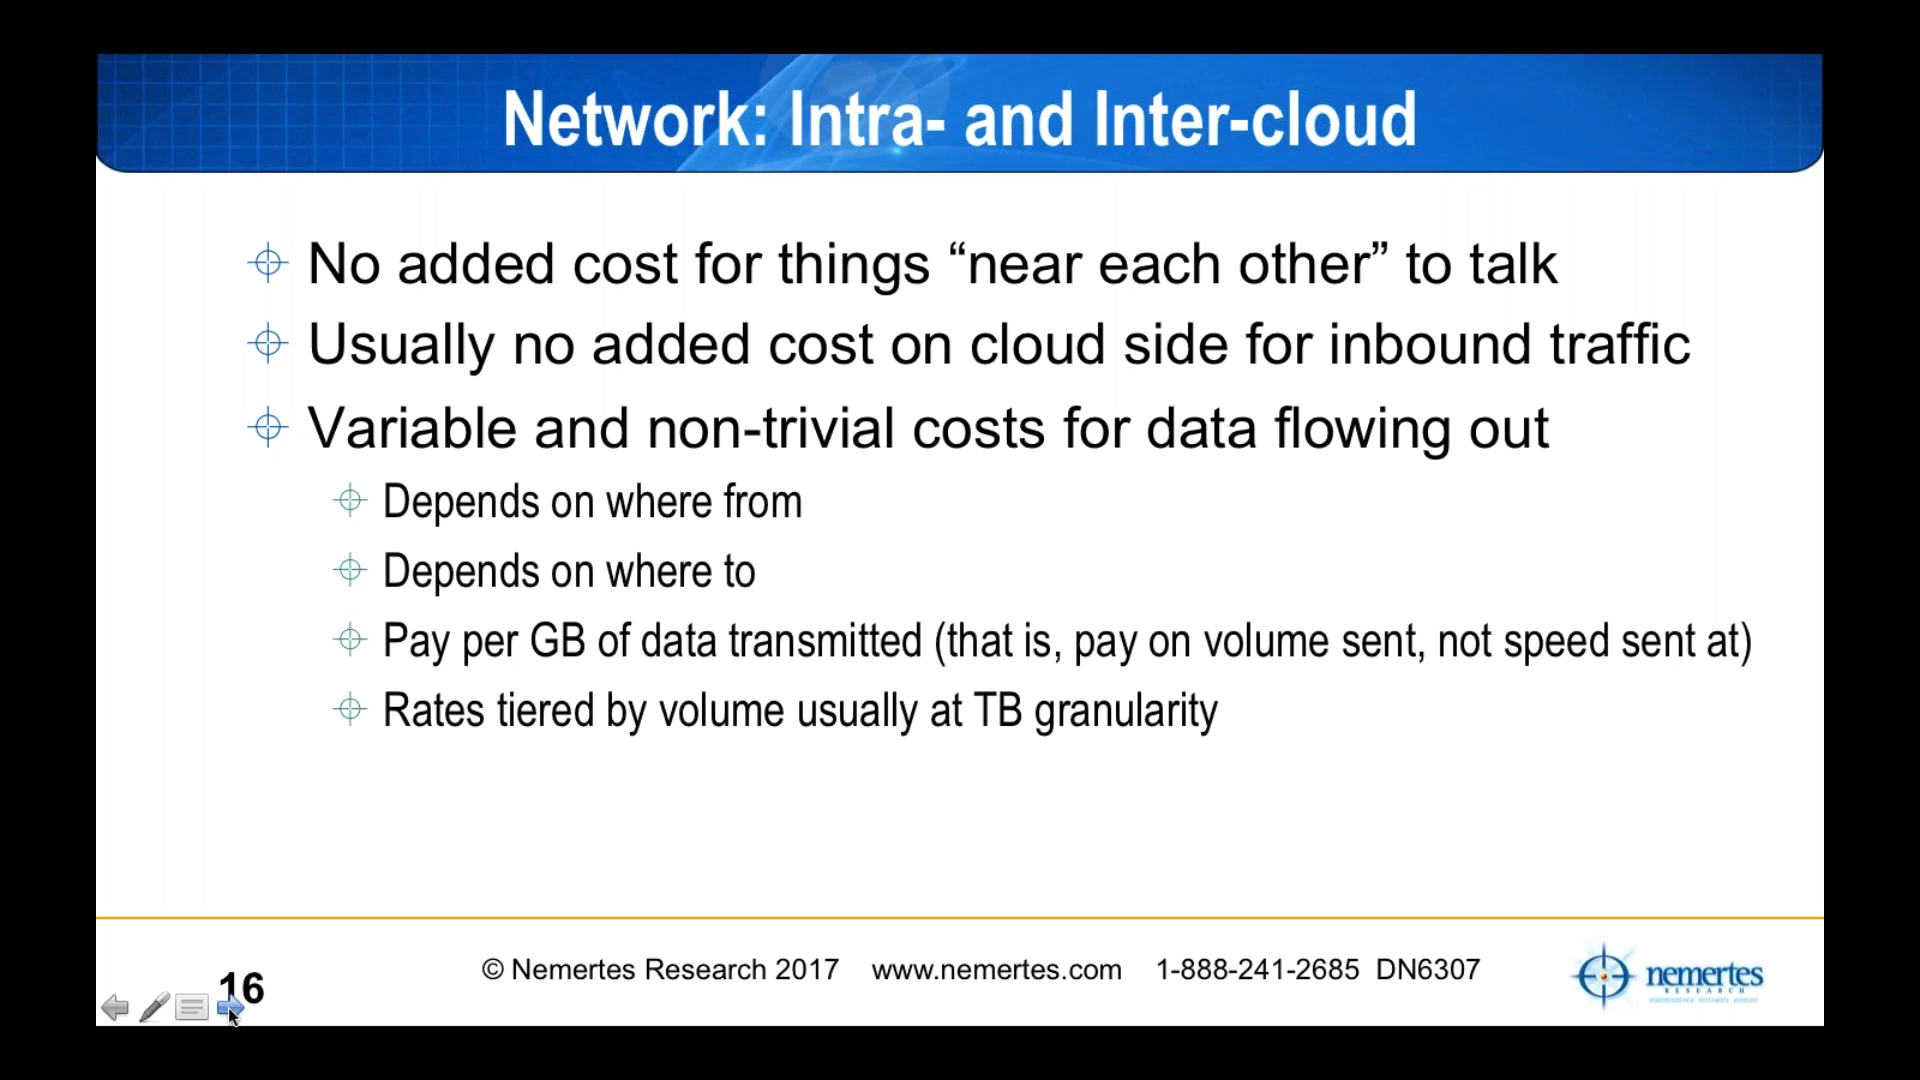 Network: Intra- and Inter-cloud
No added cost for things “near each other” to talk
Usually no added cost on cloud side for inbound traffic
Variable and non-trivial costs for data flowing out
Depends on where from
Depends on where to
Pay per GB of data transmitted (that is, pay on volume sent, not speed sent at)
Rates tiered by volume usually at TB granularity
16
© Nemertes Research 2017 www.nemertes.com 1-888-241-2685 DN6307
nemertes
RESEARCH